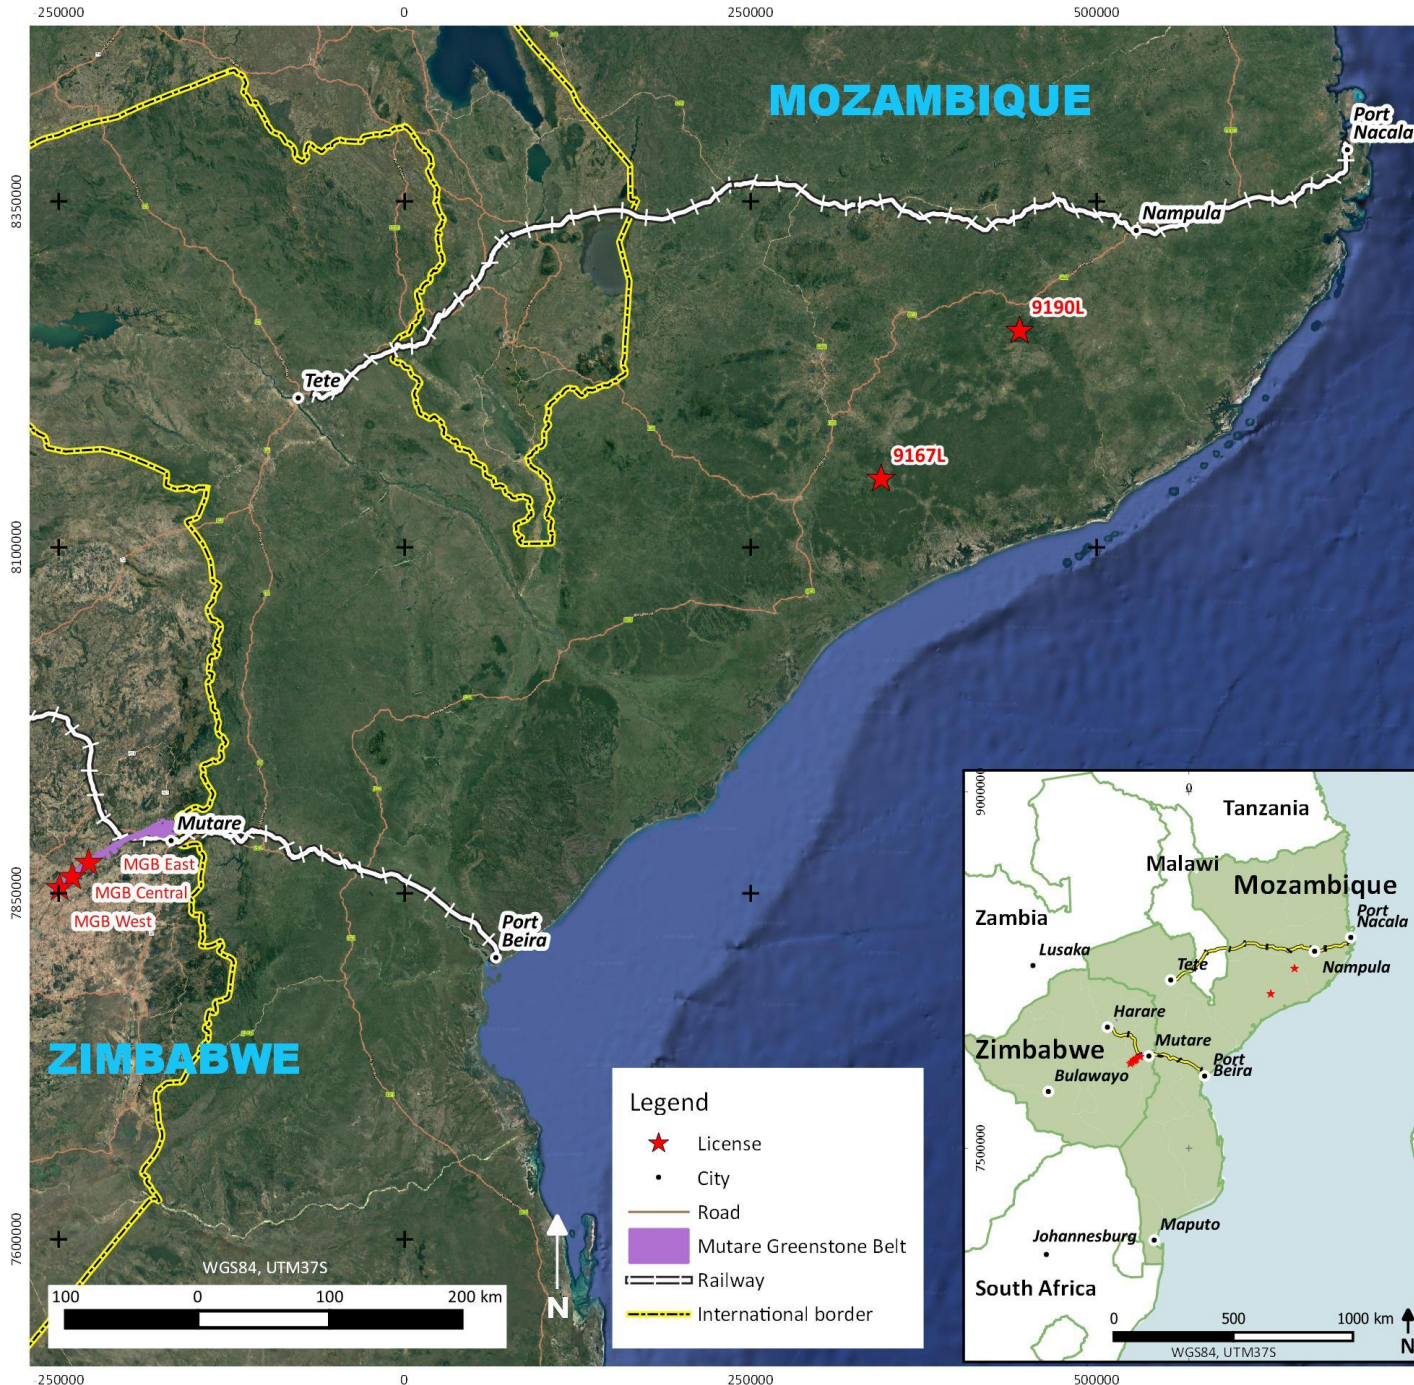 -250000
0
250000
500000
MOZAMBIQUE
Port
Nacala
8350000
Nampula
9190L
Tete
9167L
8100000
Mutare
MGB East
MGB Central
MGB West
7850000
Port
Beira
ZIMBABWE
7600000
WGS84, UTM37S
100
0
100
200 km
N
Legend
License
City
Road
Mutare Greenstone Belt
Railway
International border
0
9000000
Tanzania
Malawi
Mozambique
Zambia
Port
Nacala
Lusaka
Tete
Nampula
Harare
Zimbabwe
Mutare
Port
Beira
Bulawayo
7500000
Maputo
Johannesburg
South Africa
0
500
1000 km
WGS84, UTM37S
N
-250000
0
250000
500000